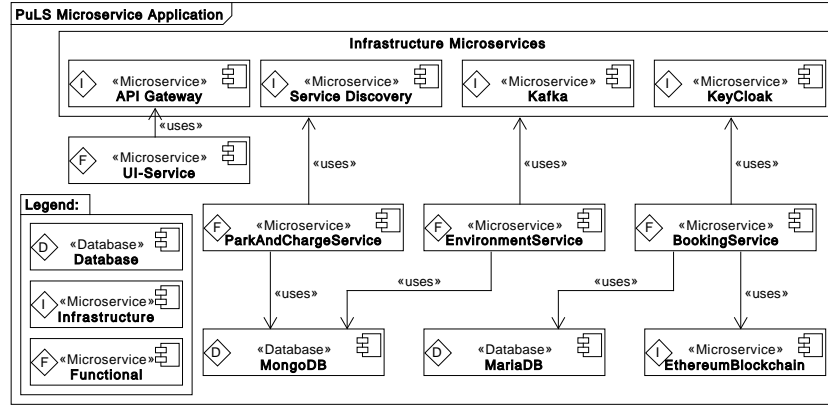 PuLS Microservice Application
Infrastructure Microservices
I «Microservice» API Gateway
I «Microservice» Service Discovery
I «Microservice» Kafka
I «Microservice» KeyCloak
«uses»
F «Microservice» UI-Service
«uses»
«uses»
«uses»
Legend:
D «Database» Database
I «Microservice» Infrastructure
F «Microservice» Functional
F «Microservice» ParkAndChargeService
F «Microservice» EnvironmentService
F «Microservice» BookingService
«uses»
«uses»
«uses»
«uses»
D «Database» MongoDB
D «Database» MariaDB
I «Microservice» EthereumBlockchain